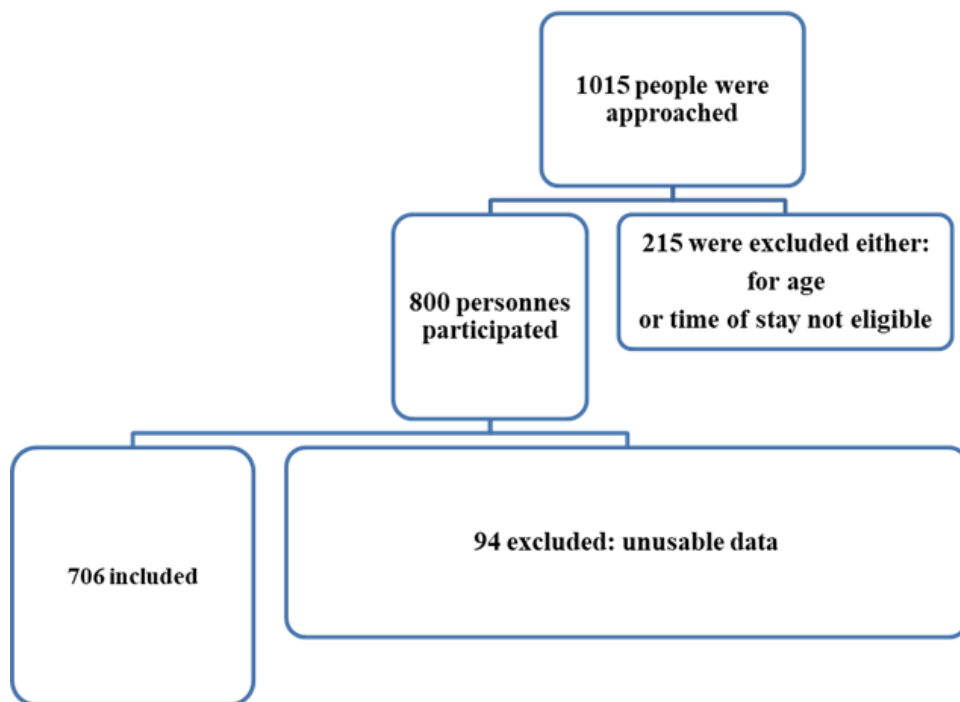 1015 people were
approached
800 personnes
participated
215 were excluded either:
for age
or time of stay not eligible
706 included
94 excluded: unusable data